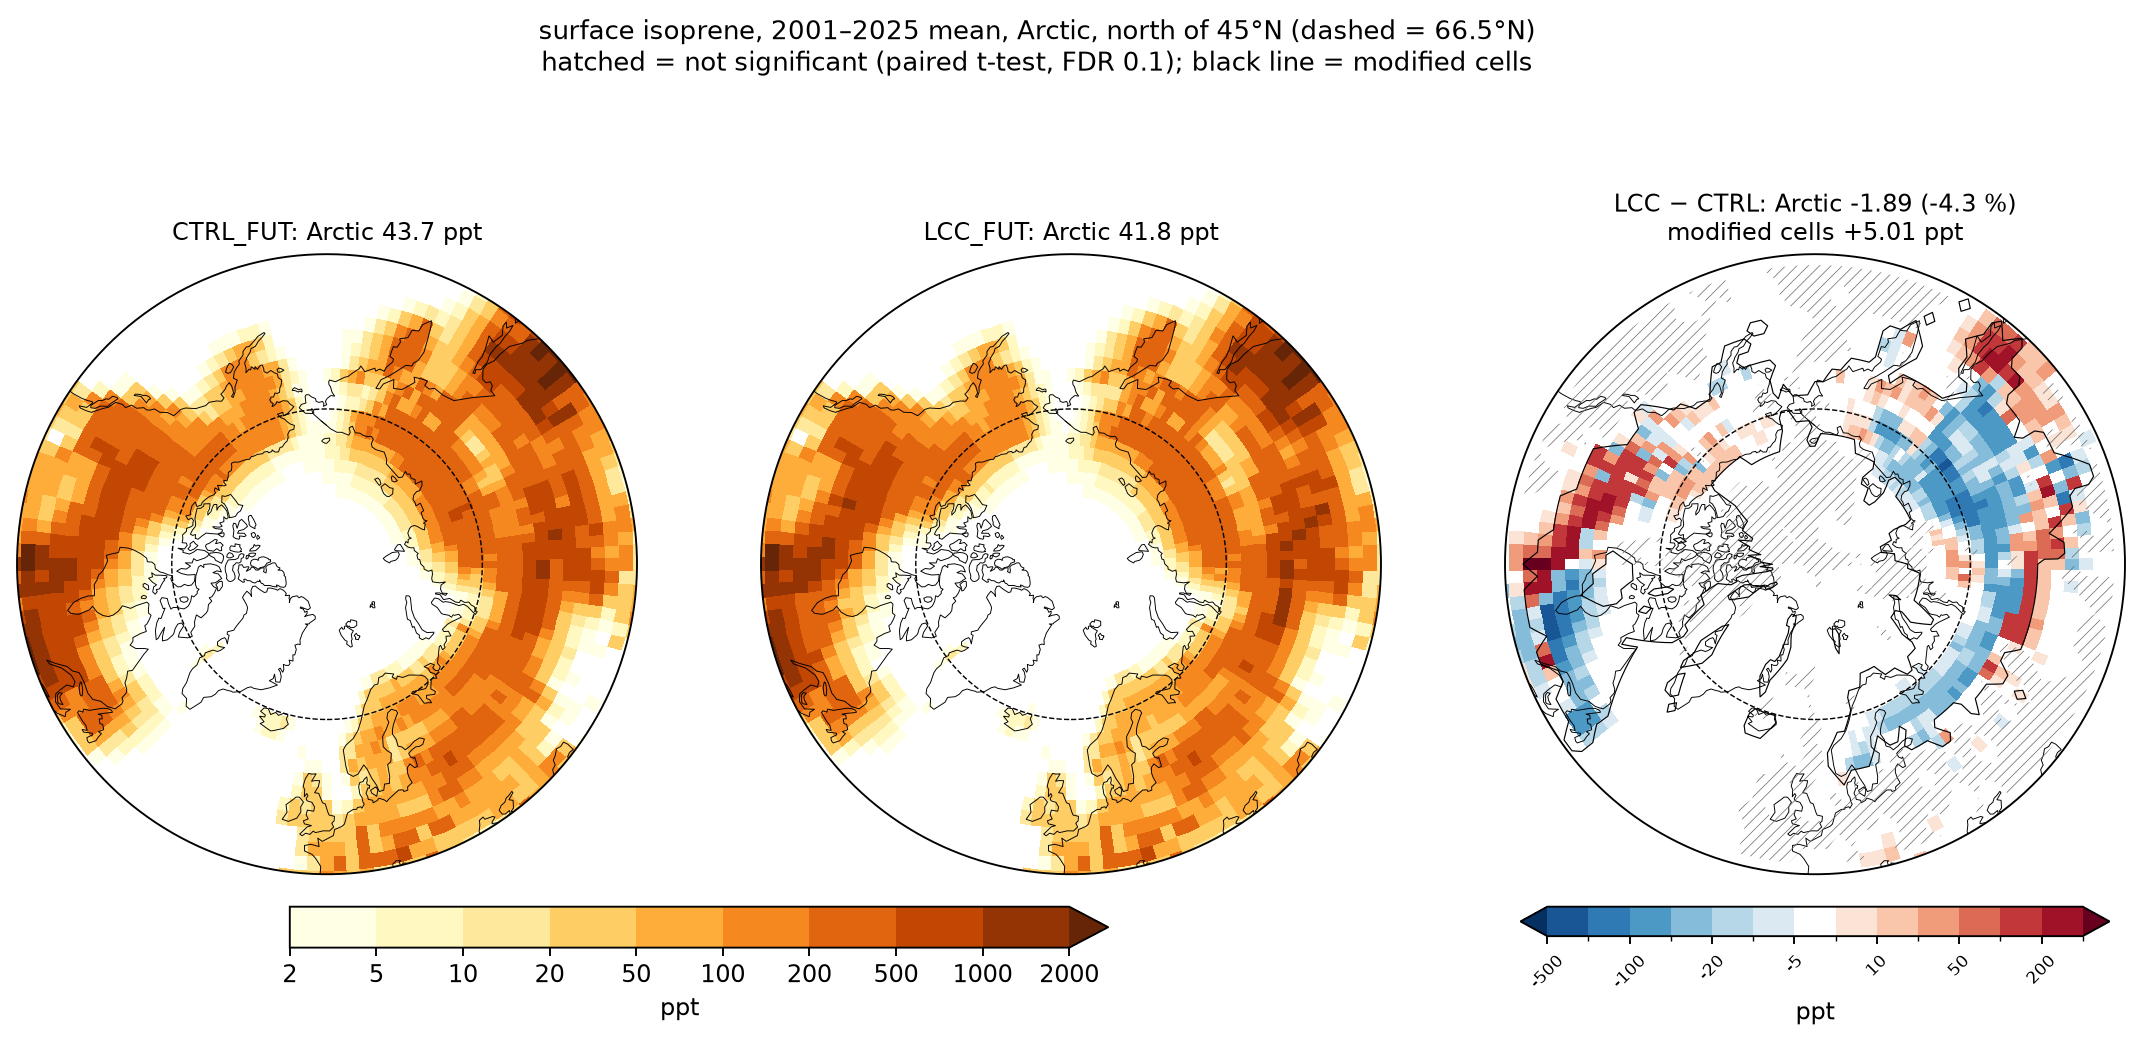 surface isoprene, 2001–2025 mean, Arctic, north of 45°N (dashed = 66.5°N)
hatched = not significant (paired t-test, FDR 0.1); black line = modified cells
CTRL_FUT: Arctic 43.7 ppt
LCC_FUT: Arctic 41.8 ppt
LCC − CTRL: Arctic -1.89 (-4.3 %)
modified cells +5.01 ppt
2 5 10 20 50 100 200 500 1000 2000
ppt
-500 -100 -20 -5 10 50 200
ppt